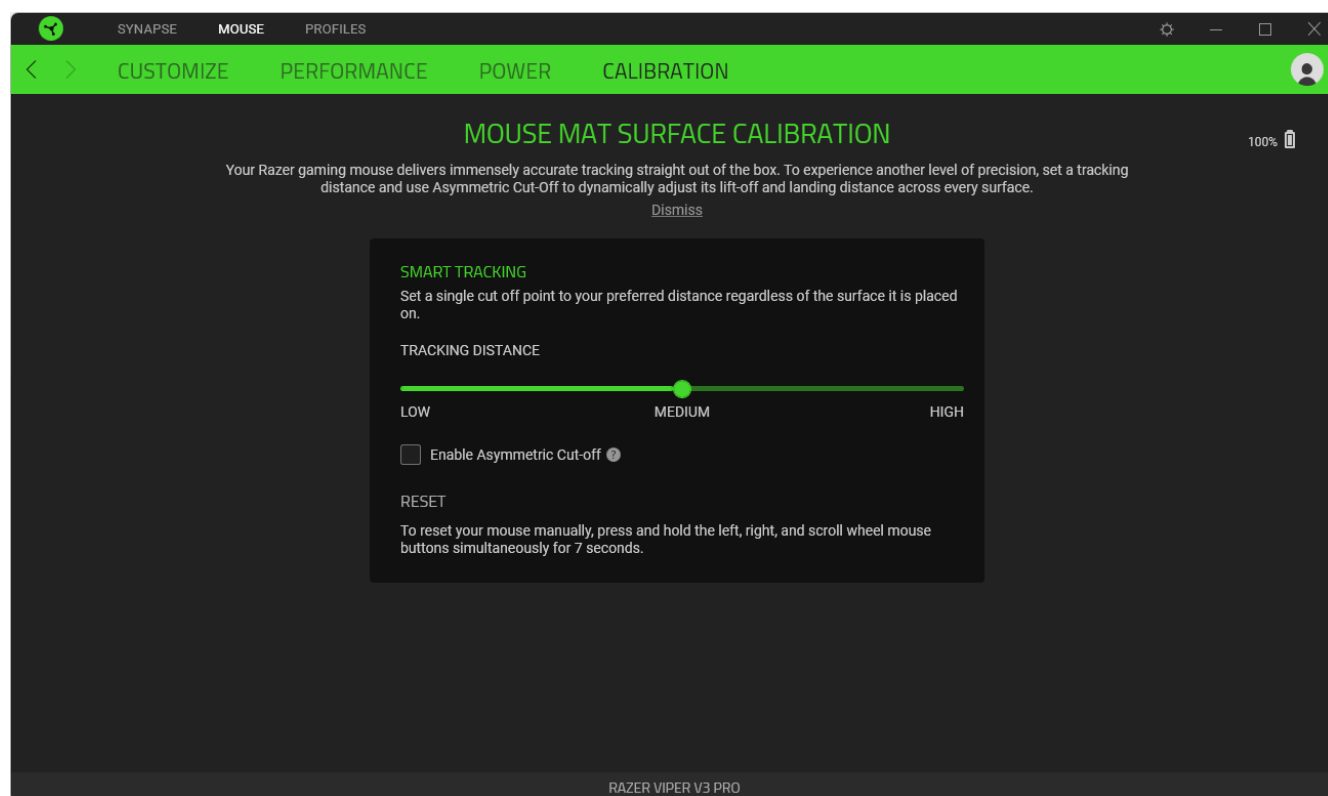 SYNAPSE MOUSE PROFILES
CUSTOMIZE PERFORMANCE POWER CALIBRATION
MOUSE MAT SURFACE CALIBRATION
100%
Your Razer gaming mouse delivers immensely accurate tracking straight out of the box. To experience another level of precision, set a tracking
distance and use Asymmetric Cut-Off to dynamically adjust its lift-off and landing distance across every surface.
Dismiss
SMART TRACKING
Set a single cut off point to your preferred distance regardless of the surface it is placed
on.
TRACKING DISTANCE
LOW MEDIUM HIGH
Enable Asymmetric Cut-off ?
RESET
To reset your mouse manually, press and hold the left, right, and scroll wheel mouse
buttons simultaneously for 7 seconds.
RAZER VIPER V3 PRO